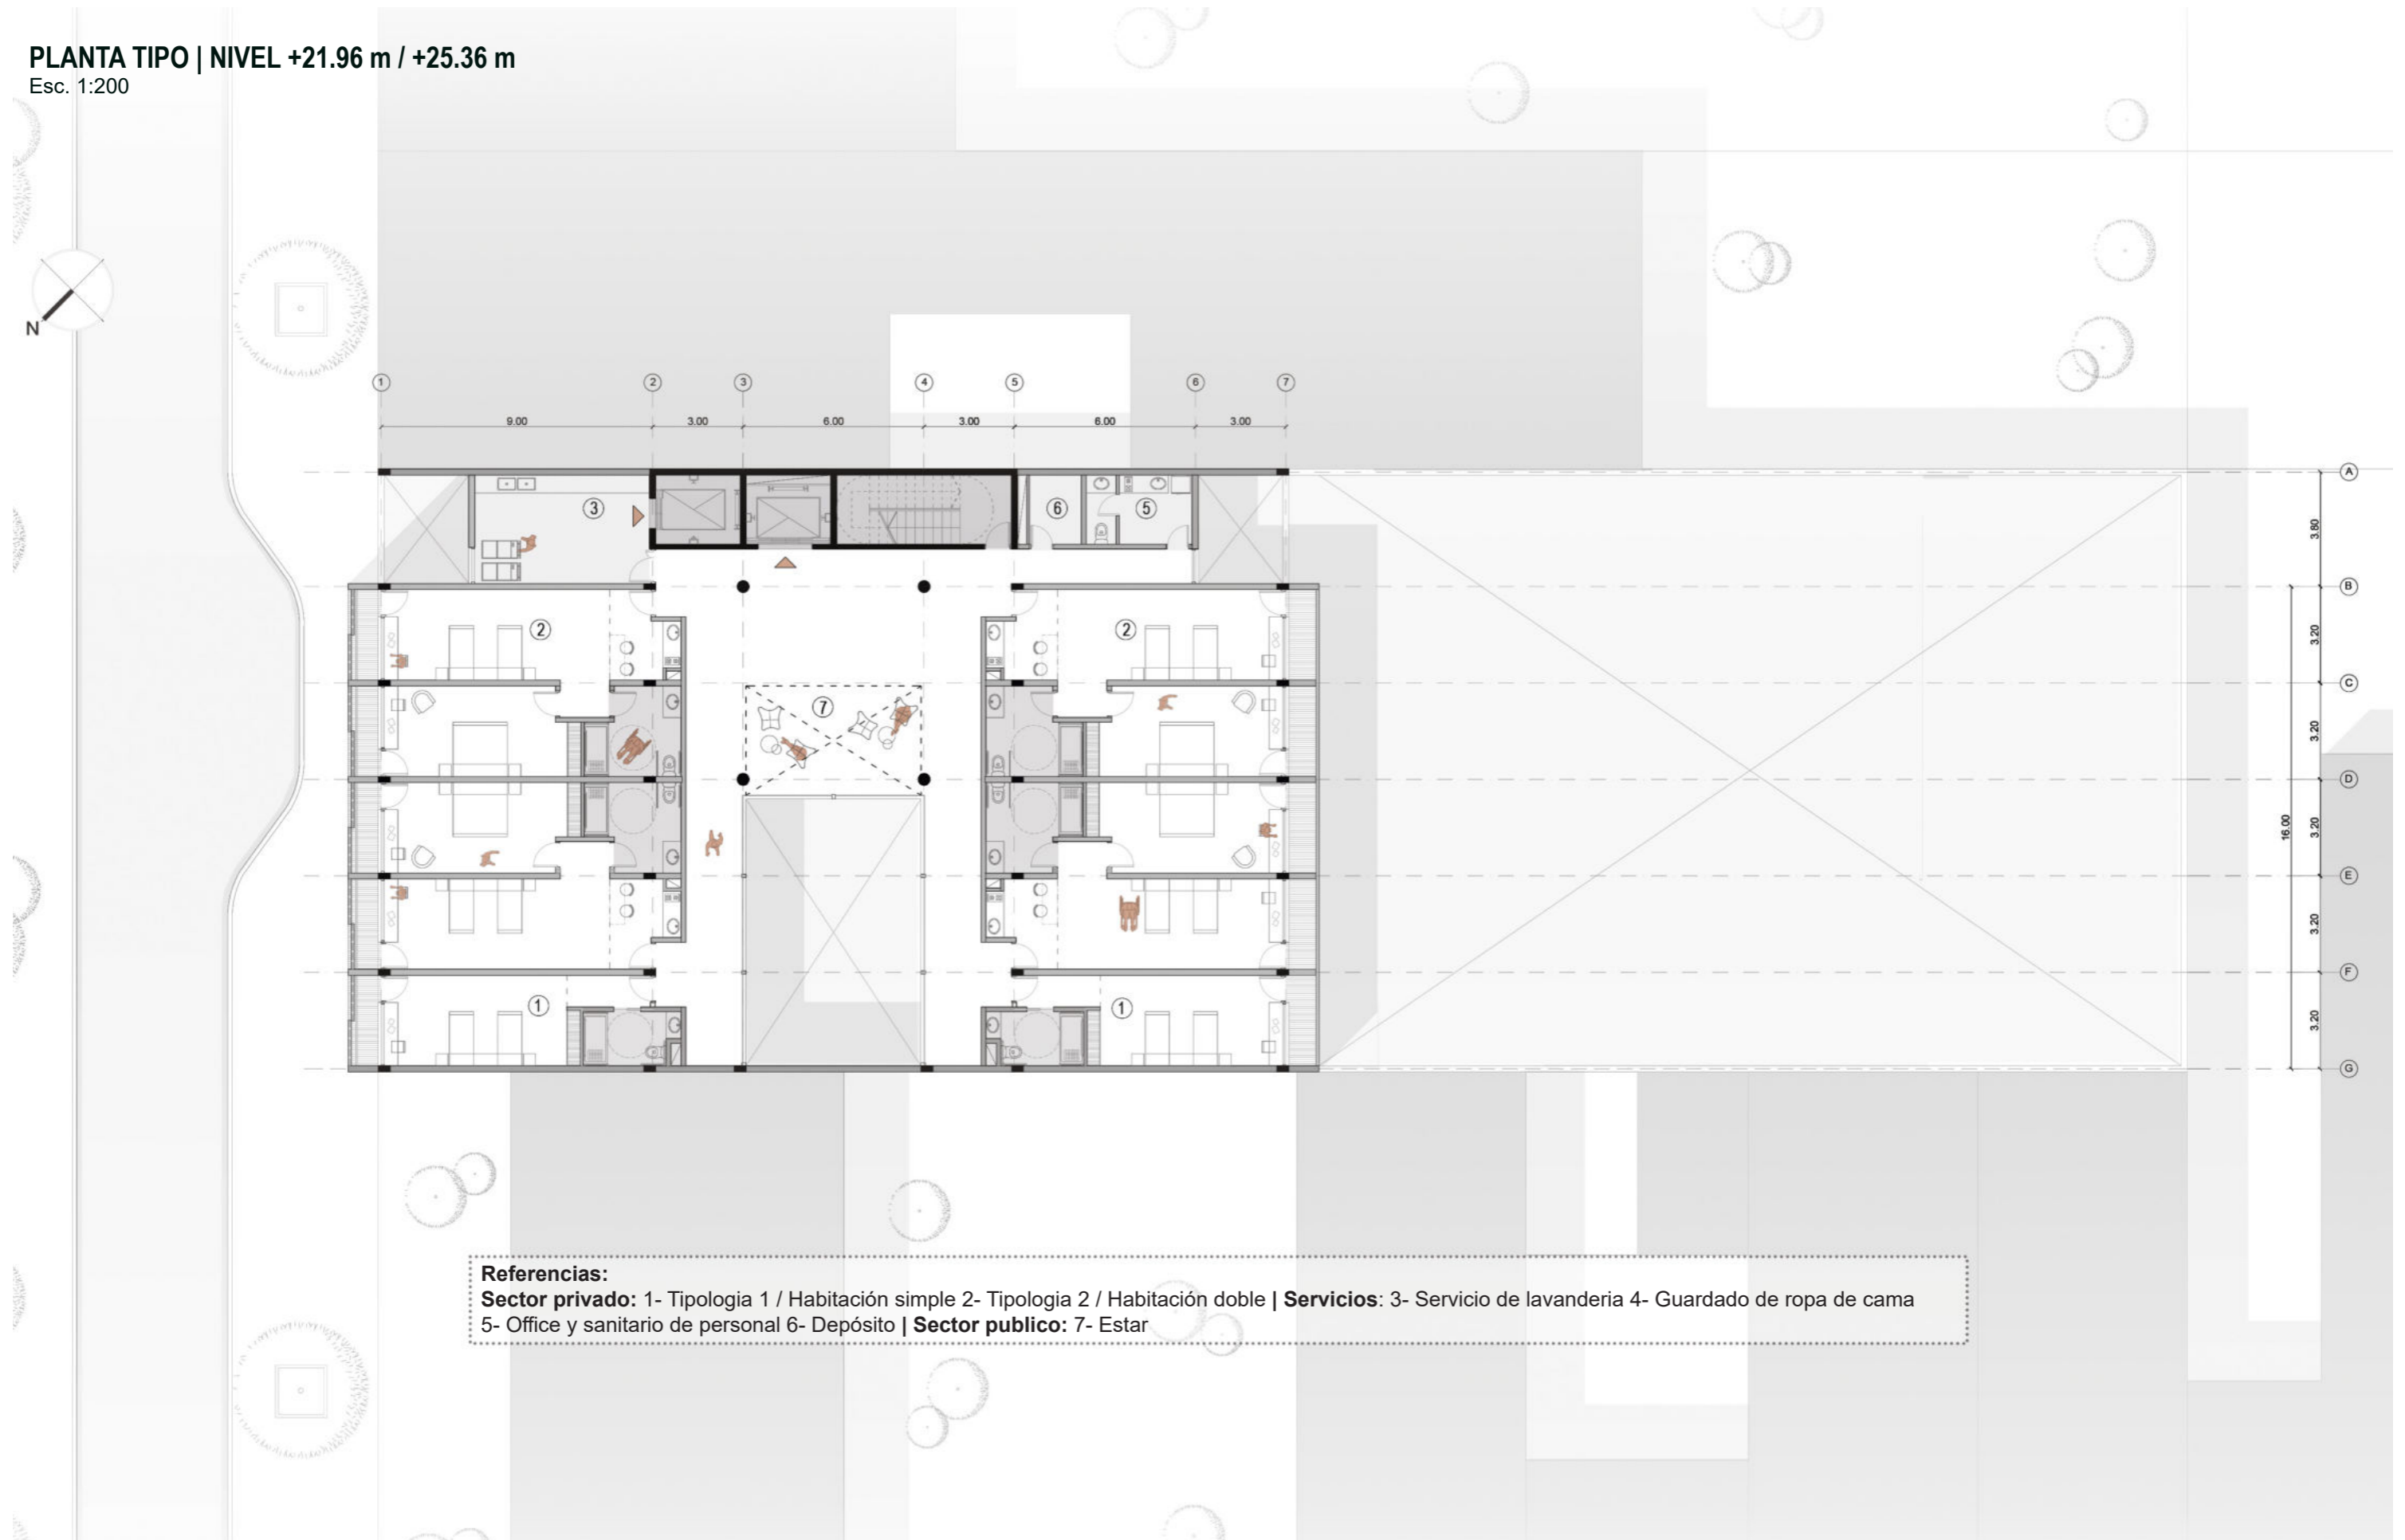 PLANTA TIPO | NIVEL +21.96 m / +25.36 m
Esc. 1:200
N
1 2 3 4 5 6 7
9.00 3.00 6.00 3.00 6.00 3.00
A
3 6 5
3.80
B
2 2
3.20
C
7
3.20
D
16.00 3.20
E
3.20
F
1 1
3.20
G
Referencias:
Sector privado: 1- Tipologia 1 / Habitación simple 2- Tipologia 2 / Habitación doble | Servicios: 3- Servicio de lavanderia 4- Guardado de ropa de cama
5- Office y sanitario de personal 6- Depósito | Sector publico: 7- Estar